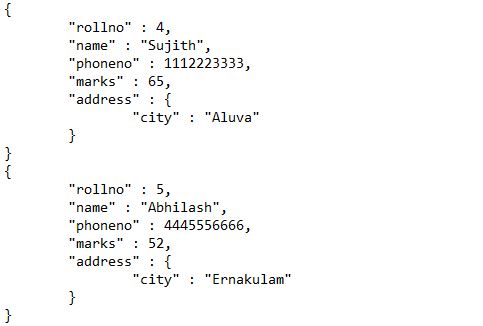 {
"rollno" : 4,
"name" : "Sujith",
"phoneno" : 1112223333,
"marks" : 65,
"address" : {
"city" : "Aluva"
}
}
{
"rollno" : 5,
"name" : "Abhilash",
"phoneno" : 4445556666,
"marks" : 52,
"address" : {
"city" : "Ernakulam"
}
}